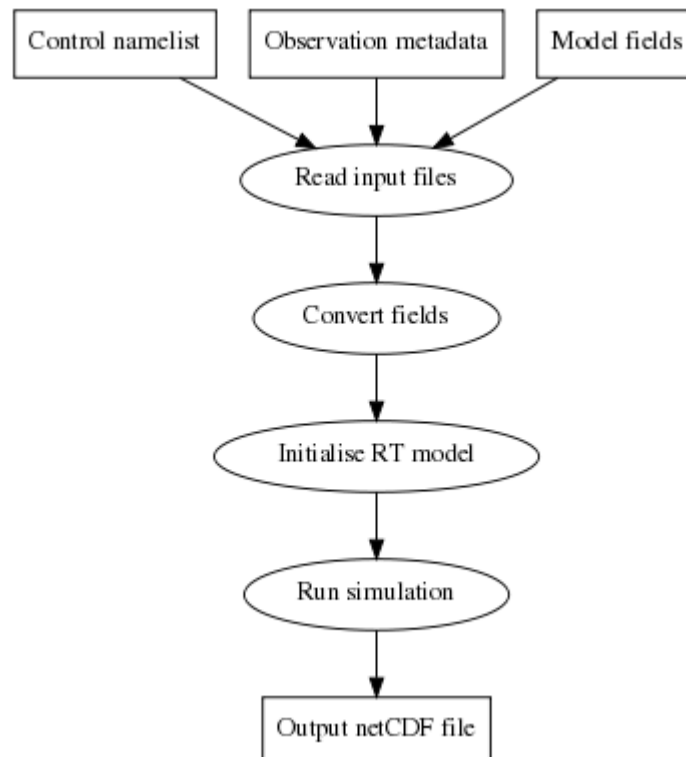 Control namelist
Observation metadata
Model fields
Read input files
Convert fields
Initialise RT model
Run simulation
Output netCDF file